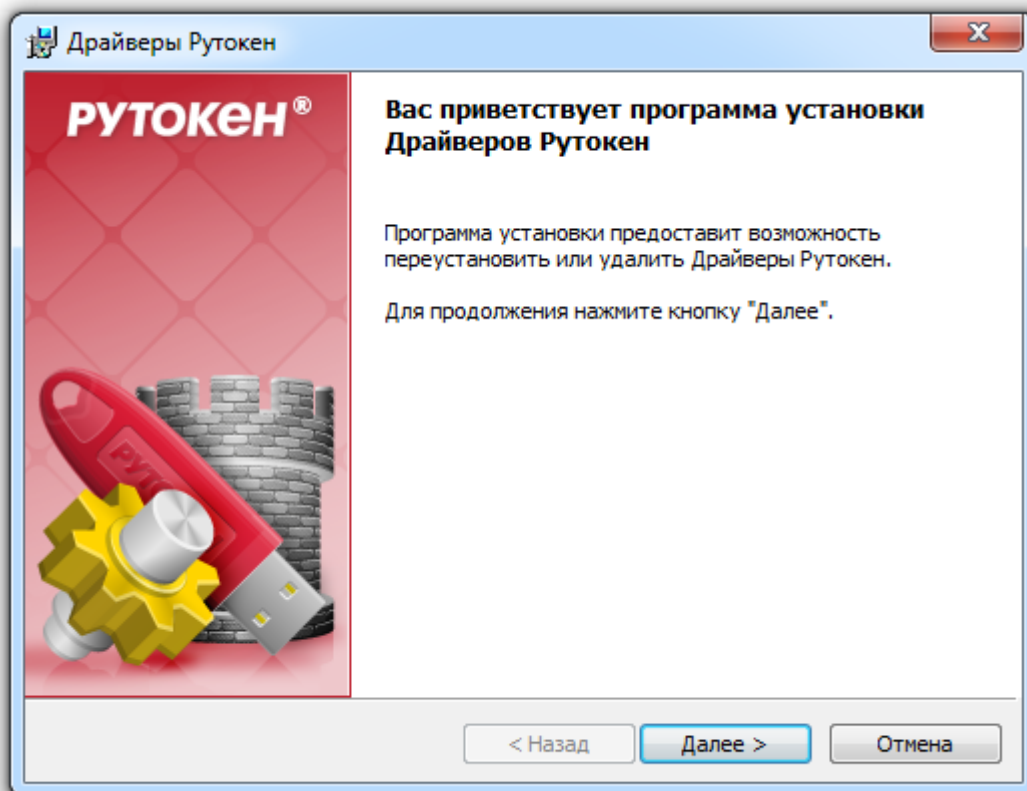 Драйверы Рутокен
РУТОКЕН®
Вас приветствует программа установки
Драйверов Рутокен
Программа установки предоставит возможность
переустановить или удалить Драйверы Рутокен.
Для продолжения нажмите кнопку "Далее".
< Назад
Далее >
Отмена